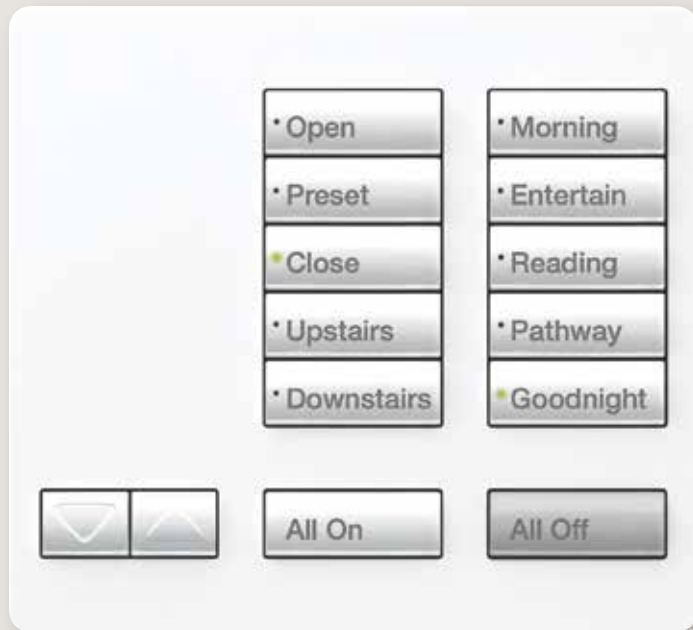 Open
Preset
Close
Upstairs
Downstairs
Morning
Entertain
Reading
Pathway
Goodnight
All On
All Off